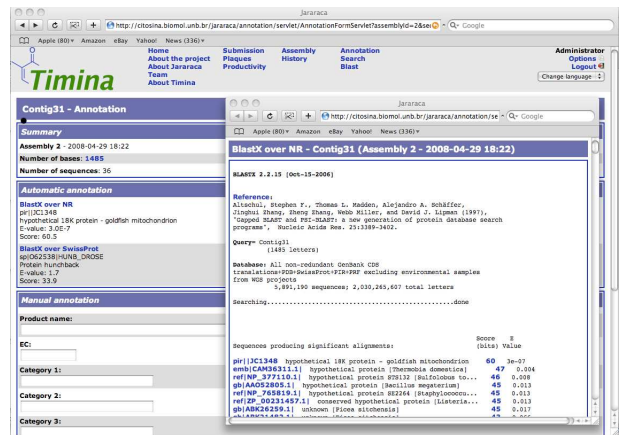 Jararaca
http://citosina.biomol.unb.br/jararaca/annotation/servlet/AnnotationFormServlet?assemblyId=2&se
Q- Google
Apple (80) Amazon eBay Yahoo! News (336)
Timina
Home
About the project
About Jararaca
Team
About Timina
Submission
Plaques
Productivity
Assembly
History
Annotation
Search
Blast
Administrator
Options
Logout
Change language
Contig31 - Annotation
Summary
Assembly 2 - 2008-04-29 18:22
Number of bases: 1485
Number of sequences: 36
Automatic annotation
BlastX over NR
pir||JC1348
hypothetical 18K protein - goldfish mitochondrion
E-value: 3.0E-7
Score: 60.5
BlastX over SwissProt
sp|O62538|HUNB_DROSE
Protein hunchback
E-value: 1.7
Score: 33.9
Manual annotation
Product name:
EC:
Category 1:
Category 2:
Category 3:
Jararaca
http://citosina.biomol.unb.br/jararaca/annotation/se
Q- Google
Apple (80) Amazon eBay Yahoo! News (336)
BlastX over NR - Contig31 (Assembly 2 - 2008-04-29 18:22)
BLASTX 2.2.15 [Oct-15-2006]
Reference:
Altschul, Stephen F., Thomas L. Madden, Alejandro A. Schäffer,
Jinghui Zhang, Zheng Zhang, Webb Miller, and David J. Lipman (1997),
"Gapped BLAST and PSI-BLAST: a new generation of protein database search
programs", Nucleic Acids Res. 25:3389-3402.
Query= Contig31
(1485 letters)
Database: All non-redundant GenBank CDS
translations+PDB+SwissProt+PIR+PRF excluding environmental samples
from WGS projects
5,891,190 sequences; 2,030,265,607 total letters
Searching..................................................done
Score E
Sequences producing significant alignments: (bits) Value
pir||JC1348 hypothetical 18K protein - goldfish mitochondrion 60 3e-07
emb|CAM36311.1| hypothetical protein [Thermobia domestica] 47 0.004
ref|NP_377110.1| hypothetical protein STS132 [Sulfolobus to... 46 0.008
gb|AAO52805.1| hypothetical protein [Bacillus megaterium] 45 0.013
ref|NP_765819.1| hypothetical protein SE2264 [Staphylococco... 45 0.013
ref|ZP_00231457.1| conserved hypothetical protein [Listeria... 45 0.013
gb|ABK26259.1| unknown [Picea sitchensis] 45 0.017